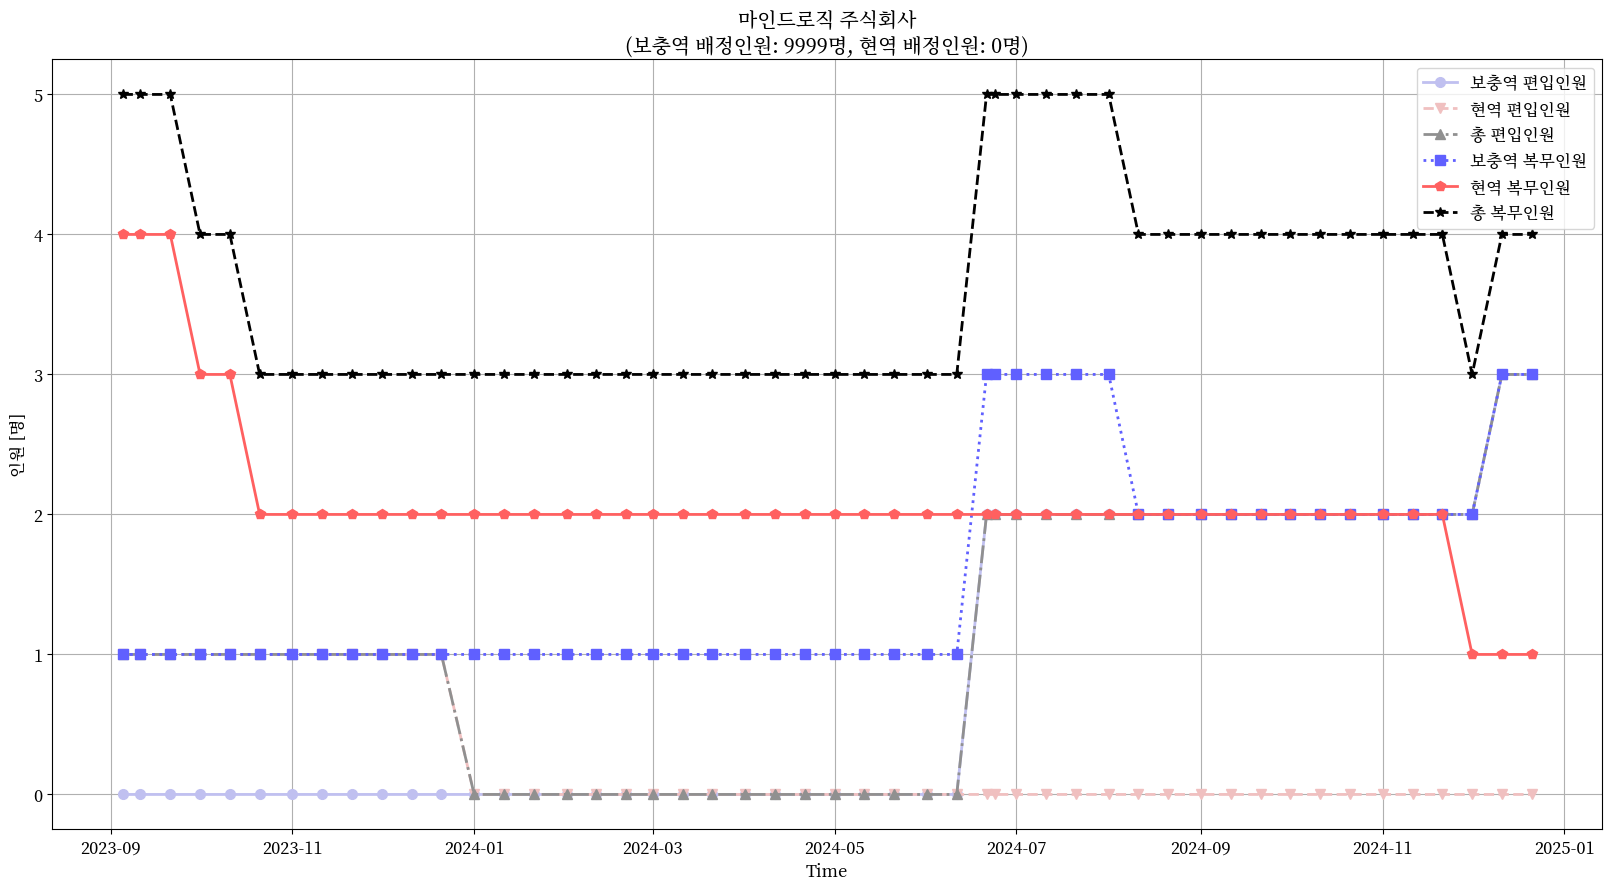 마인드로직 주식회사
(보충역 배정인원: 9999명, 현역 배정인원: 0명)
보충역 편입인원
현역 편입인원
총 편입인원
보충역 복무인원
현역 복무인원
총 복무인원
인원 [명]
5
4
3
2
1
0
2023-09
2023-11
2024-01
2024-03
2024-05
2024-07
2024-09
2024-11
2025-01
Time